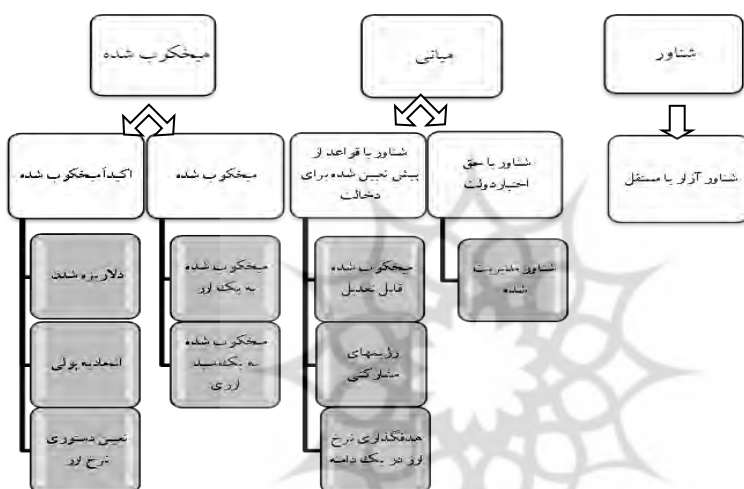 شناور
میانی
میخکوب شده
شناور آزاد یا مستقل
شناور با حق
اختیار دولت
شناور با قواعد از
پیش تعیین شده برای
دخالت
میخکوب شده
اکیداً میخکوب شده
شناور مدیریت
شده
میخکوب شده
قابل تعدیل
رژیمهای
مشارکتی
هدفگذاری نرخ
ارز در یک دامنه
میخکوب شده
به یک ارز
میخکوب شده
به یک سبد
ارزی
دلاریزه شدن
اتحادیه پولی
تعیین دستوری
نرخ ارز